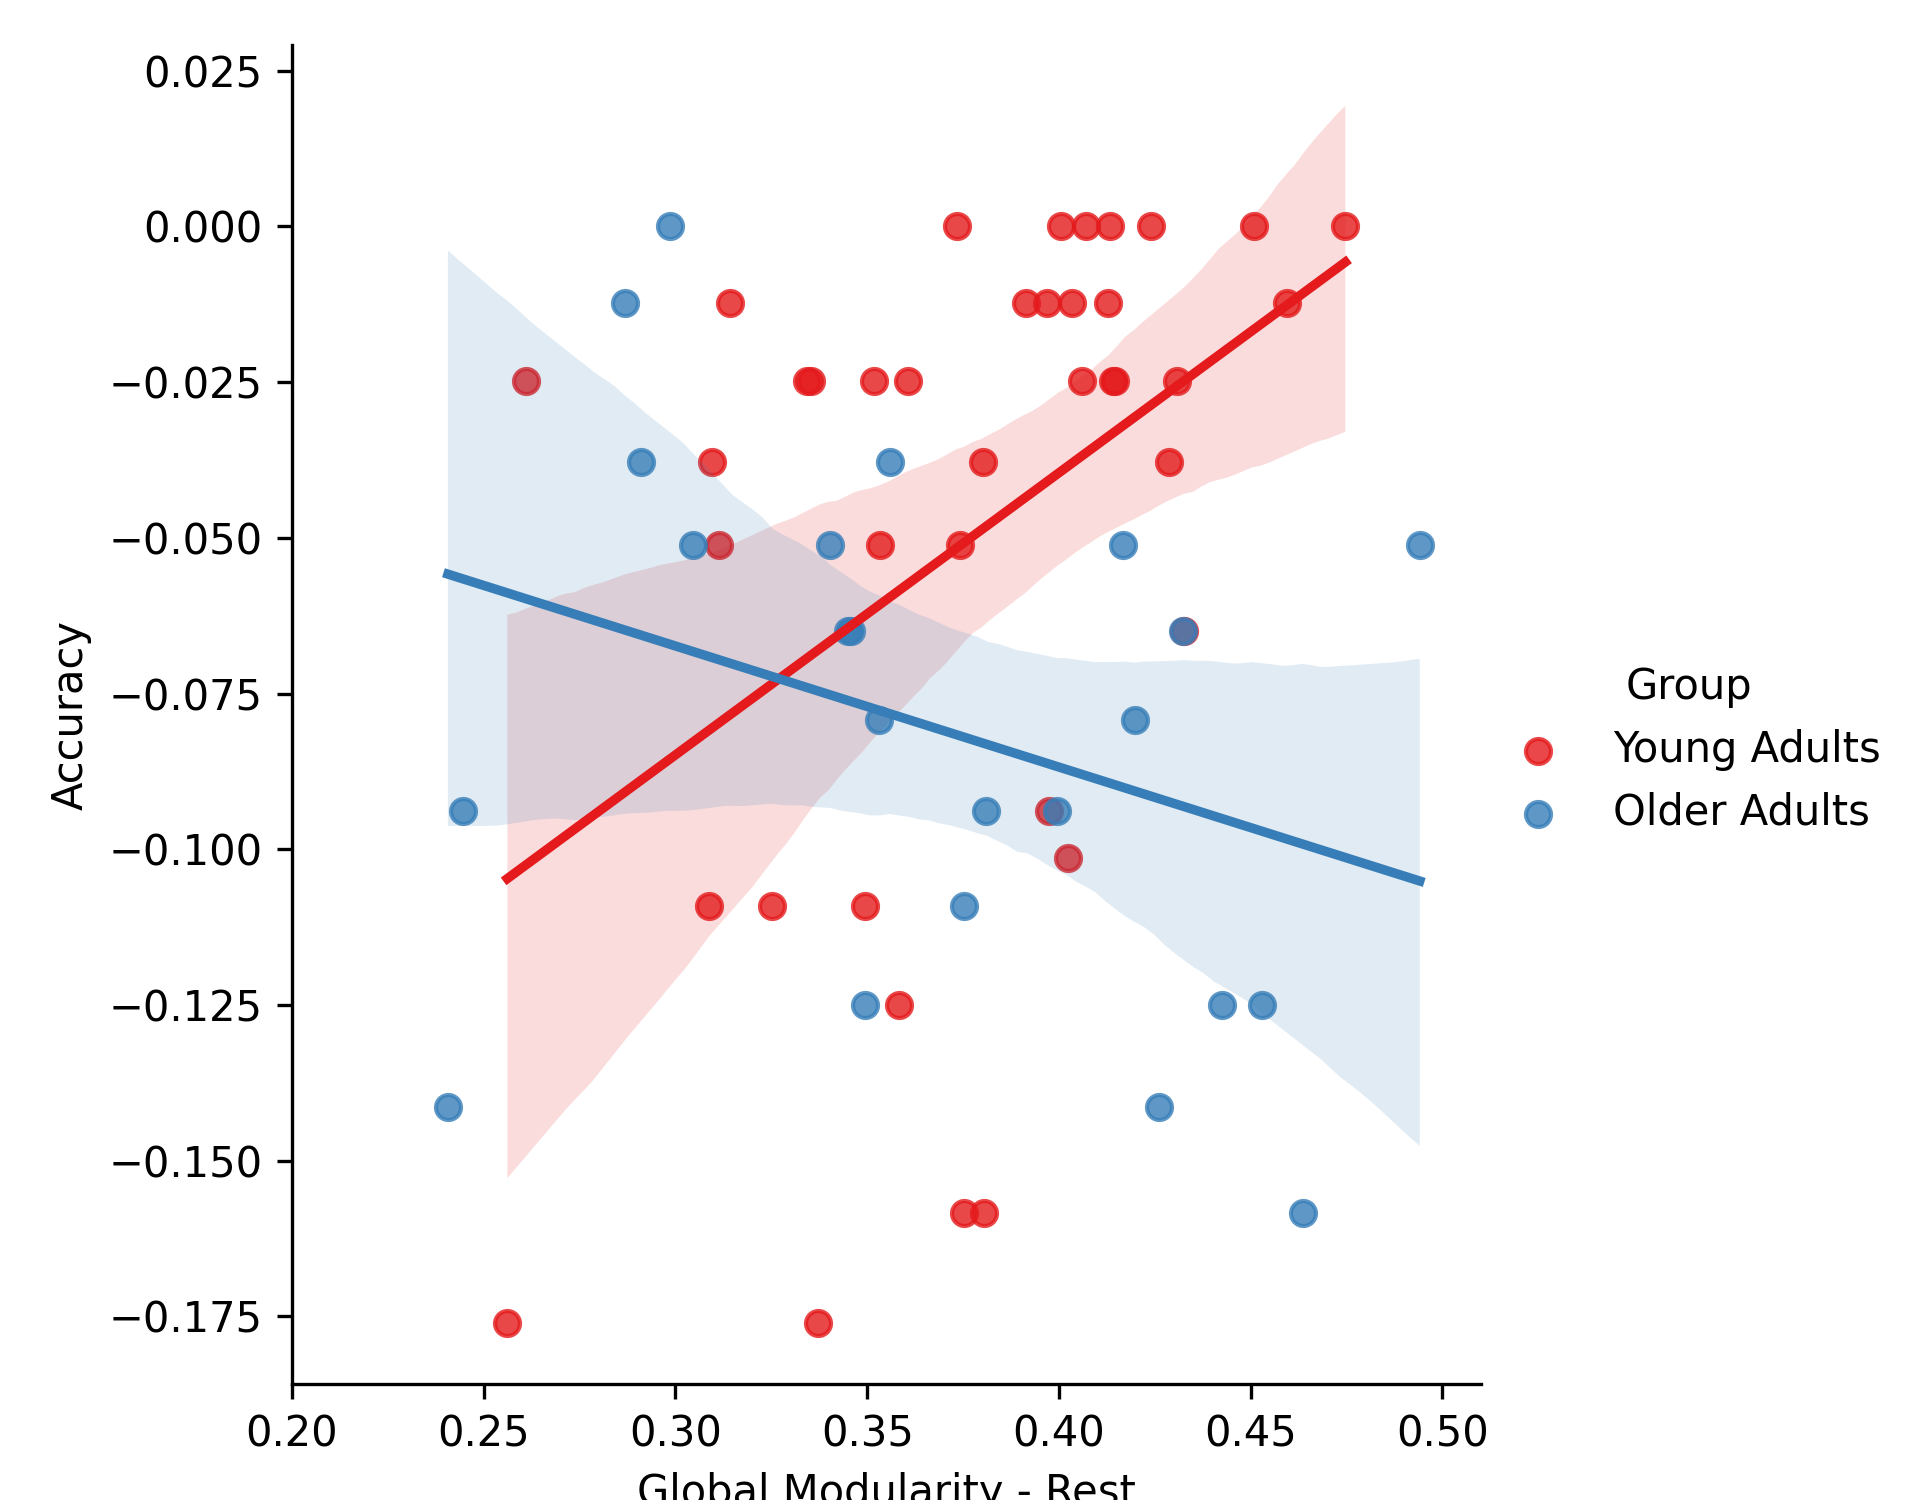 0.025
0.000
−0.025
−0.050
−0.075
−0.100
−0.125
−0.150
−0.175
Accuracy
0.20 0.25 0.30 0.35 0.40 0.45 0.50
Global Modularity - Rest
Group
Young Adults
Older Adults